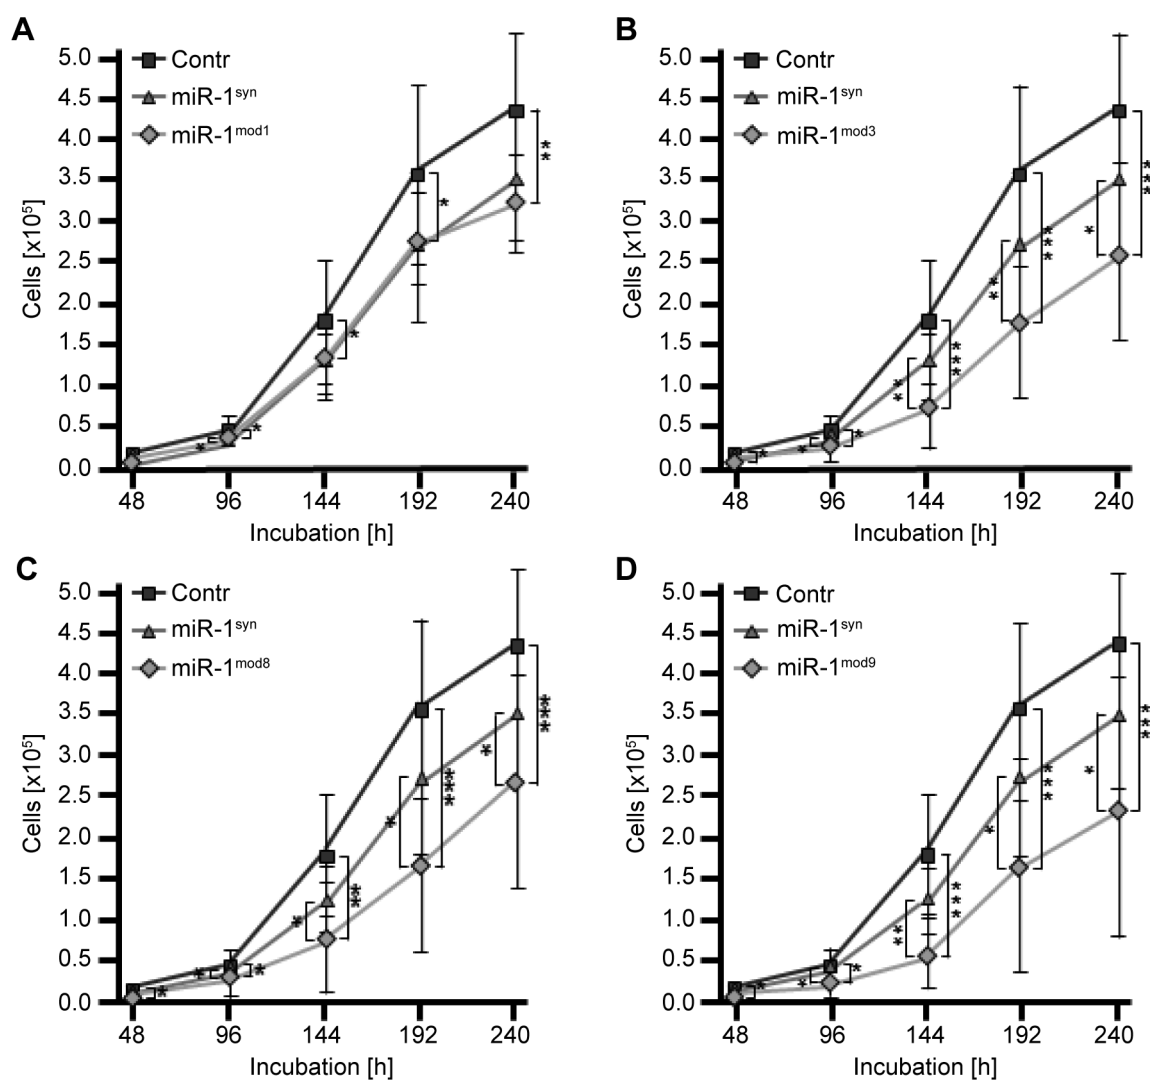 A
Contr
miR-1syn
miR-1mod1
Cells [x10⁵]
5.0
4.5
4.0
3.5
3.0
2.5
2.0
1.5
1.0
0.5
0.0
48 96 144 192 240
Incubation [h]
* * * * **
B
Contr
miR-1syn
miR-1mod3
Cells [x10⁵]
5.0
4.5
4.0
3.5
3.0
2.5
2.0
1.5
1.0
0.5
0.0
48 96 144 192 240
Incubation [h]
* * * ** *** ** *** * ***
C
Contr
miR-1syn
miR-1mod8
Cells [x10⁵]
5.0
4.5
4.0
3.5
3.0
2.5
2.0
1.5
1.0
0.5
0.0
48 96 144 192 240
Incubation [h]
D
Contr
miR-1syn
miR-1mod9
Cells [x10⁵]
5.0
4.5
4.0
3.5
3.0
2.5
2.0
1.5
1.0
0.5
0.0
48 96 144 192 240
Incubation [h]
* * * ** *** * *** * ***